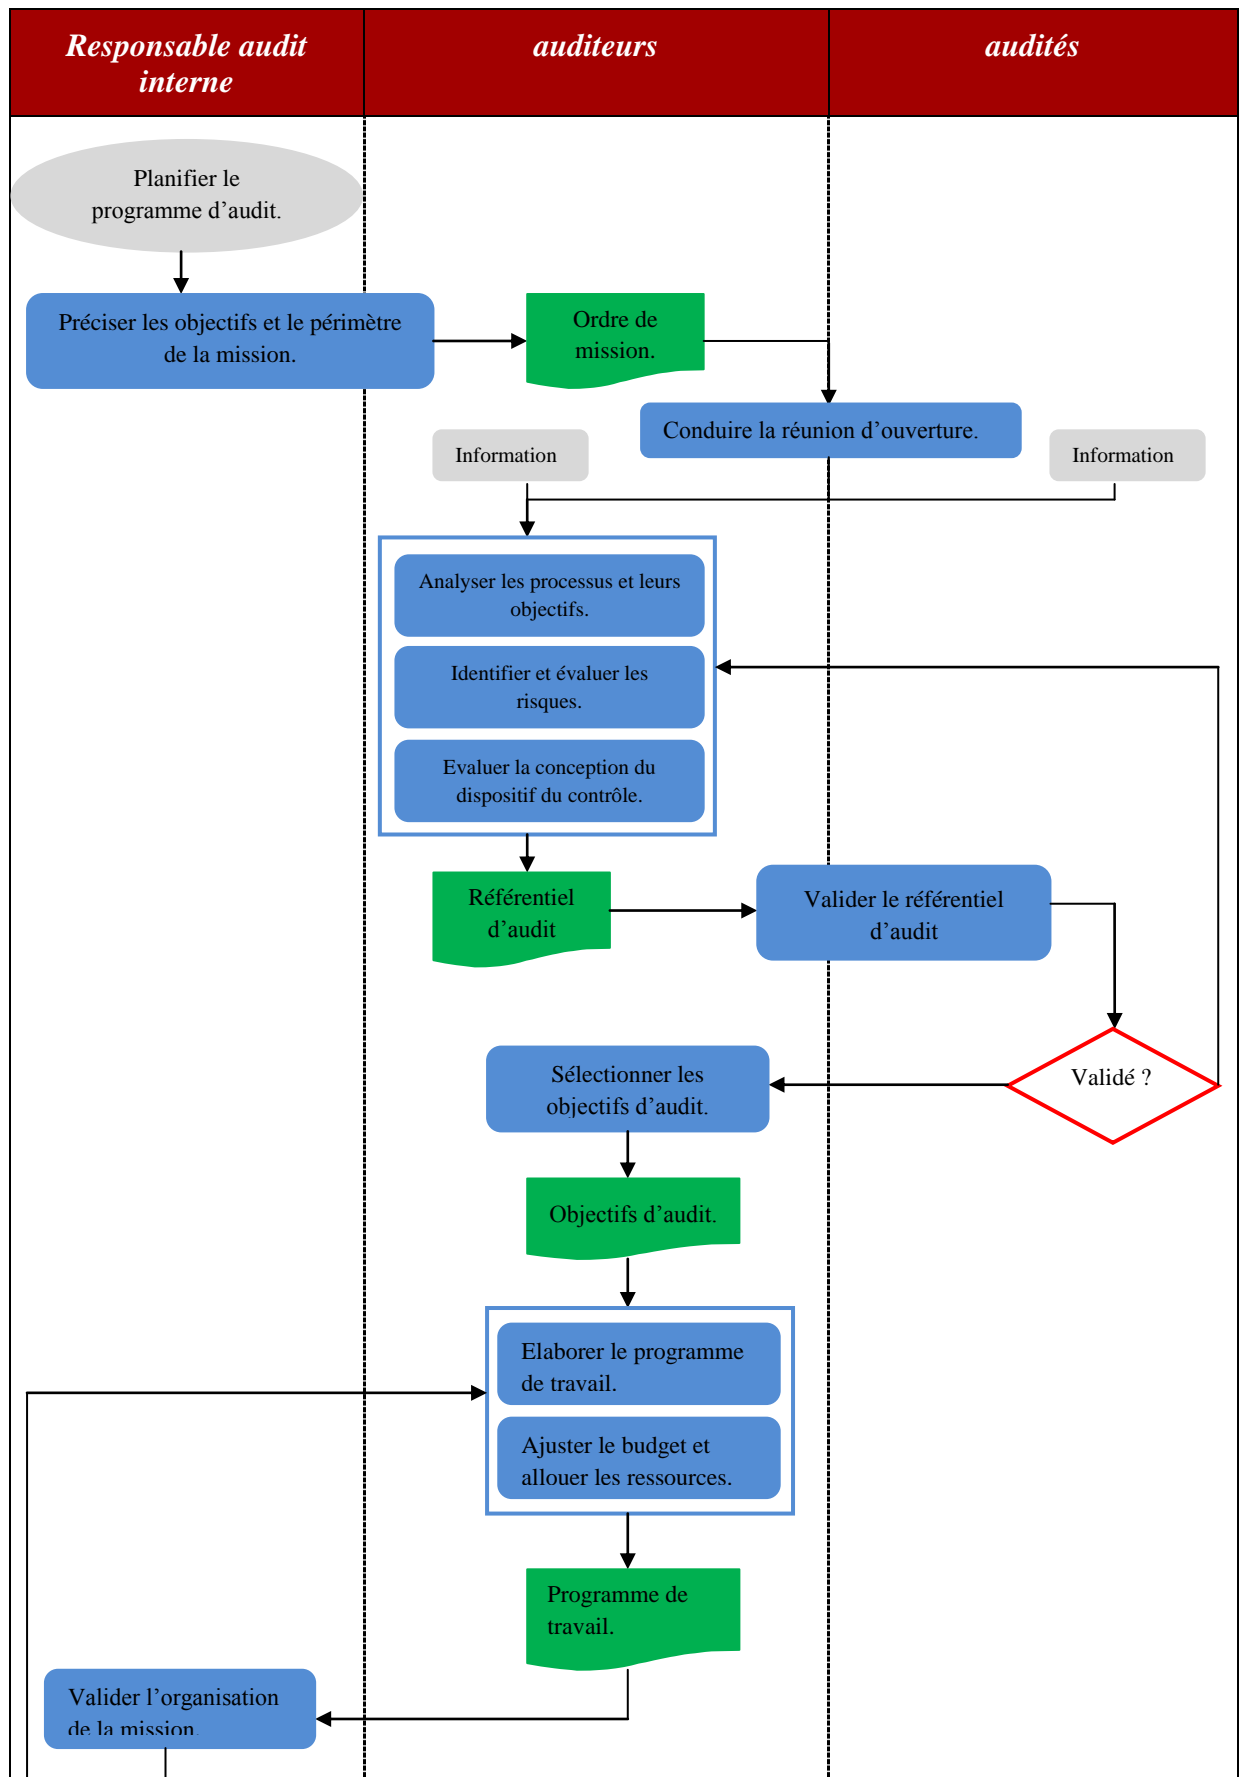 Responsable audit
interne
auditeurs
audités
Planifier le
programme d’audit.
Préciser les objectifs et le périmètre
de la mission.
Ordre de
mission.
Conduire la réunion d’ouverture.
Information
Information
Analyser les processus et leurs
objectifs.
Identifier et évaluer les
risques.
Evaluer la conception du
dispositif du contrôle.
Référentiel
d’audit
Valider le référentiel
d’audit
Validé ?
Sélectionner les
objectifs d’audit.
Objectifs d’audit.
Elaborer le programme
de travail.
Ajuster le budget et
allouer les ressources.
Programme de
travail.
Valider l’organisation
de la mission.